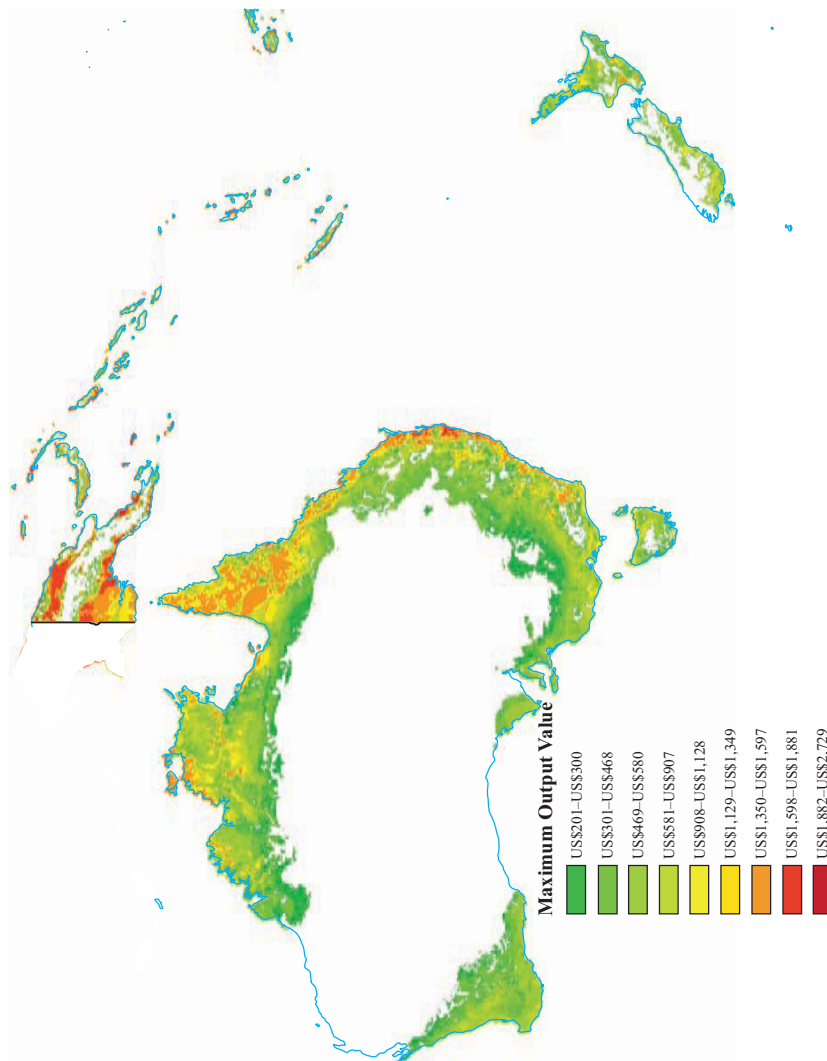 Maximum Output Value
US$201–US$300
US$301–US$468
US$469–US$580
US$581–US$907
US$908–US$1,128
US$1,129–US$1,349
US$1,350–US$1,597
US$1,598–US$1,881
US$1,882–US$2,729